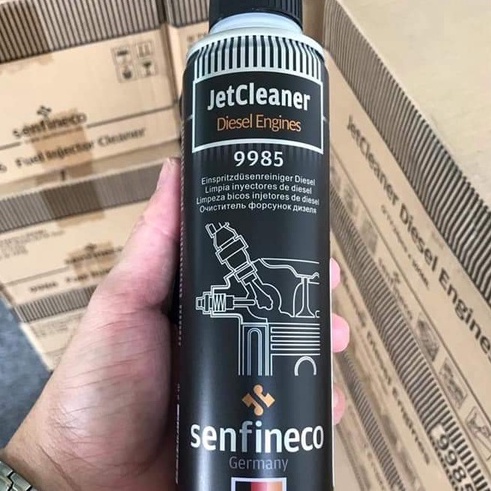 JetCleaner
Diesel Engines
9985
Einspritzdüsenreiniger Diesel
Limpia inyectores de diesel
Limpeza bicos injetores de diesel
Очиститель форсунок дизеля
senfineco
Germany
senfineco
Fuel Injector Cleaner
JetCleaner Diesel Engines
9985